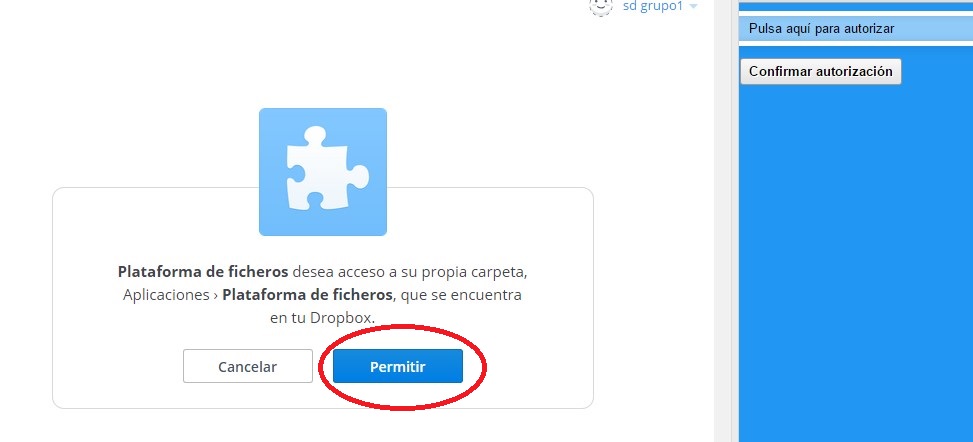 sd grupo1
Pulsa aquí para autorizar
Confirmar autorización
Plataforma de ficheros desea acceso a su propia carpeta,
Aplicaciones › Plataforma de ficheros, que se encuentra
en tu Dropbox.
Cancelar
Permitir